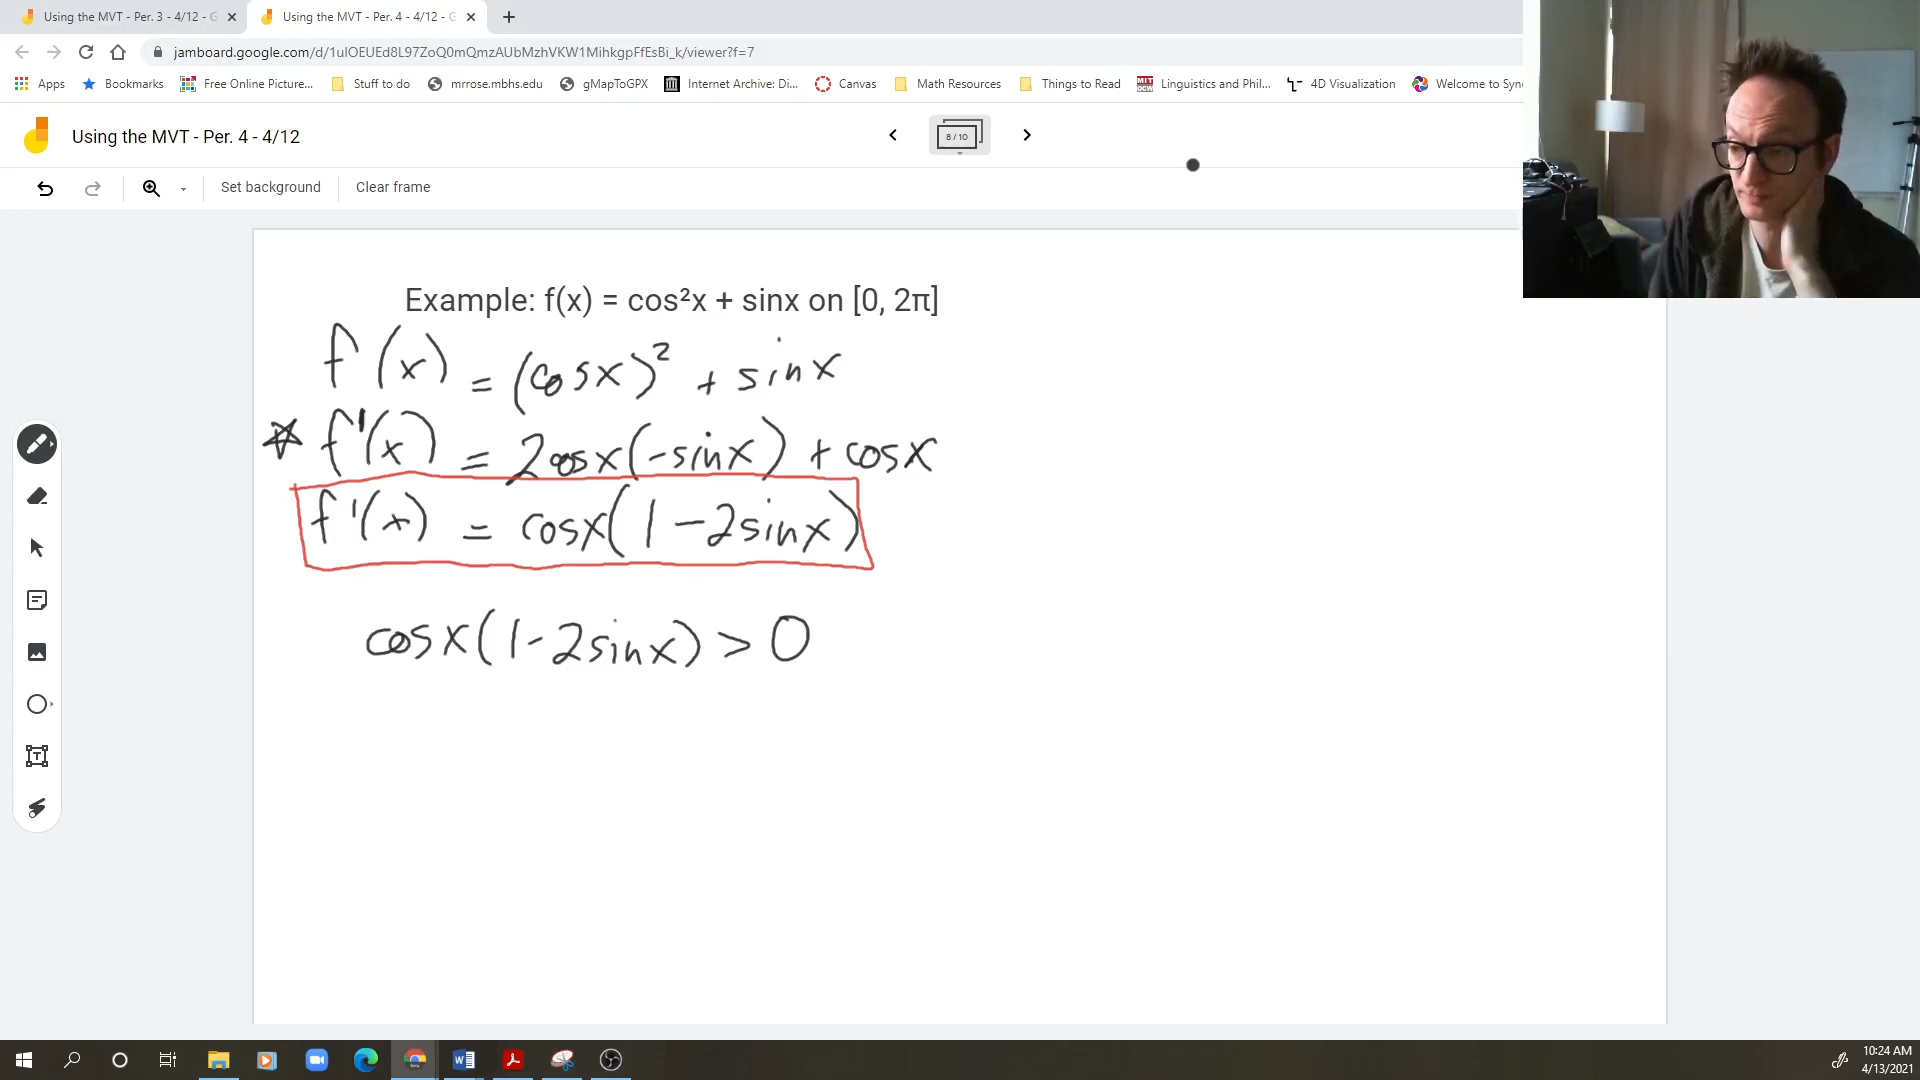 Using the MVT - Per. 3 - 4/12 - G
Using the MVT - Per. 4 - 4/12 - G
jamboard.google.com/d/1ulOEUEd8L97ZoQ0mQmzAUbMzhVKW1MihkgpFfEsBi_k/viewer?f=7
Apps Bookmarks Free Online Picture... Stuff to do mrrose.mbhs.edu gMapToGPX Internet Archive: Di... Canvas Math Resources Things to Read Linguistics and Phil... 4D Visualization Welcome to Syn
Using the MVT - Per. 4 - 4/12
8 / 10
Set background Clear frame
Example: f(x) = cos²x + sinx on [0, 2π]
f(x) = (cosx)² + sinx
f'(x) = 2cosx(-sinx) + cosx
f'(x) = cosx(1-2sinx)
cosx(1-2sinx) > 0
10:24 AM
4/13/2021